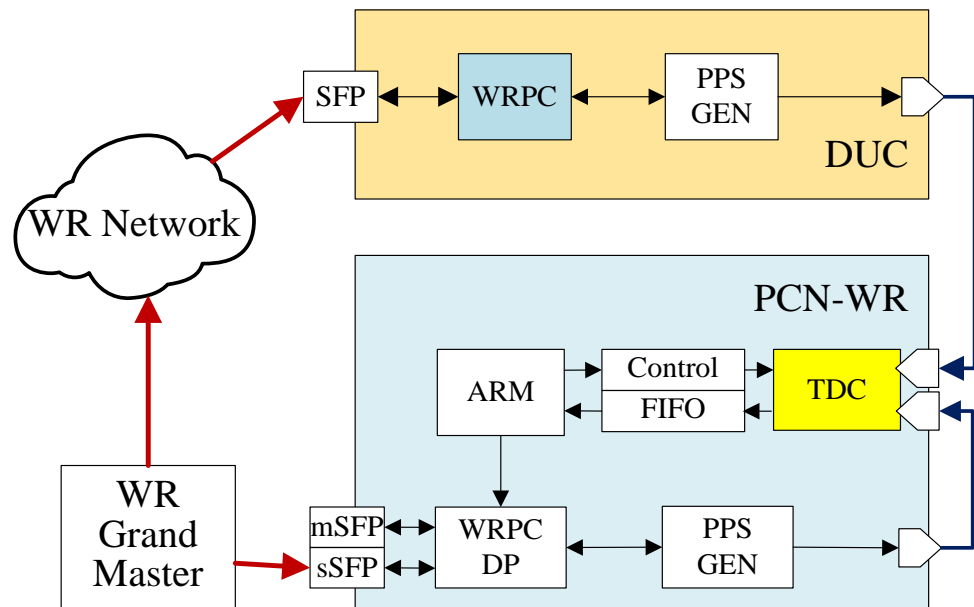 SFP
WRPC
PPS
GEN
DUC
WR Network
PCN-WR
ARM
Control
FIFO
TDC
WR
Grand
Master
mSFP
sSFP
WRPC
DP
PPS
GEN